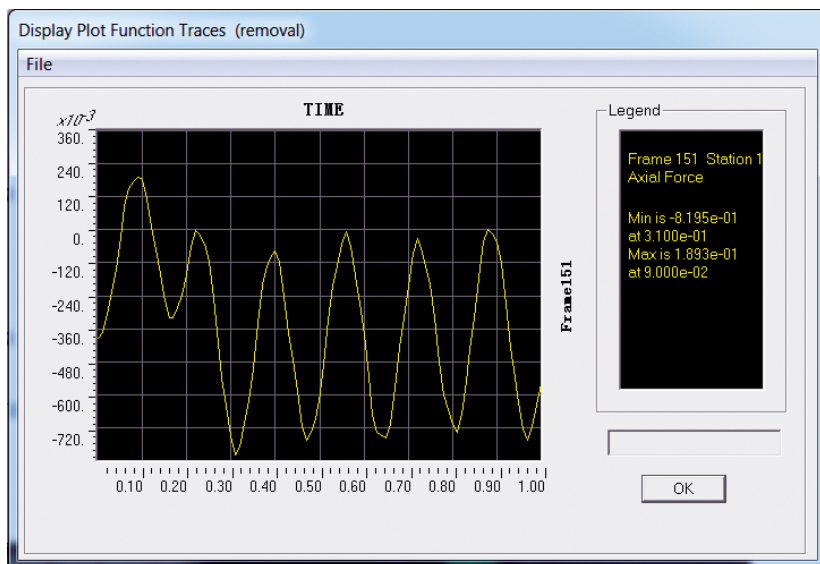 Display Plot Function Traces (removal)
File
TIME
x10-3
360.
240.
120.
0.
-120.
-240.
-360.
-480.
-600.
-720.
0.10 0.20 0.30 0.40 0.50 0.60 0.70 0.80 0.90 1.00
Frame151
Legend
Frame 151 Station 1
Axial Force
Min is -8.195e-01
at 3.100e-01
Max is 1.893e-01
at 9.000e-02
OK